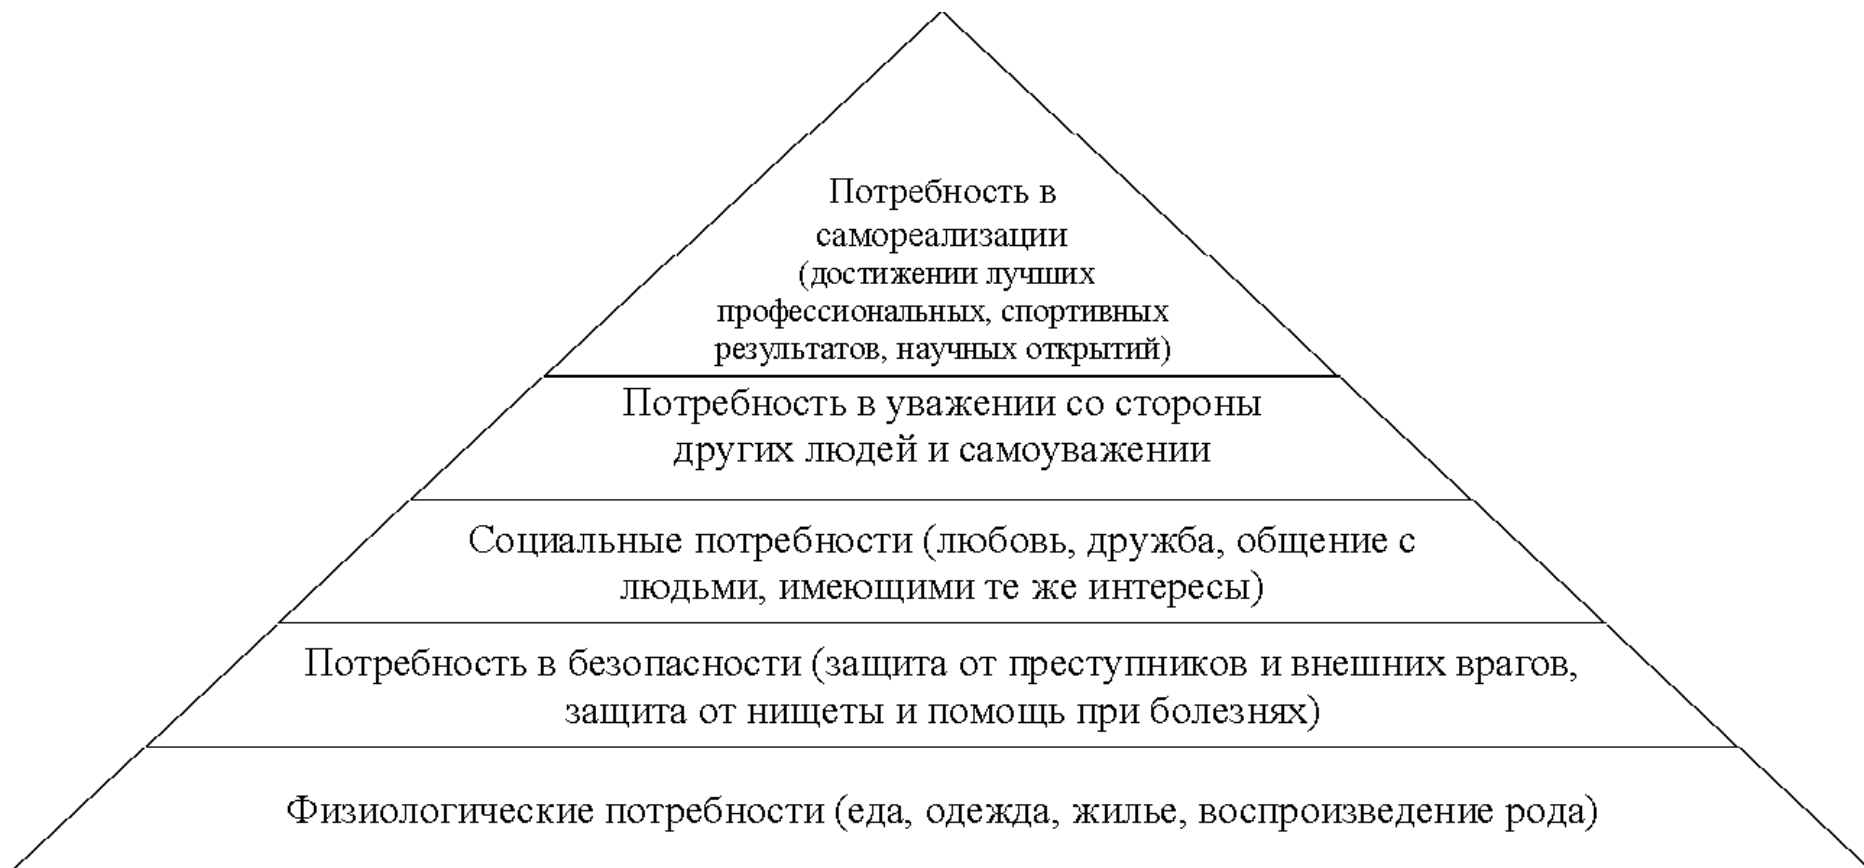 Потребность в
самореализации
(достижении лучших
профессиональных, спортивных
результатов, научных открытий)
Потребность в уважении со стороны
других людей и самоуважении
Социальные потребности (любовь, дружба, общение с
людьми, имеющими те же интересы)
Потребность в безопасности (защита от преступников и внешних врагов,
защита от нищеты и помощь при болезнях)
Физиологические потребности (еда, одежда, жилье, воспроизведение рода)